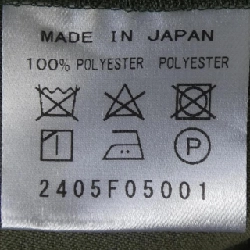 MADE IN JAPAN
100% POLYESTER POLYESTER
P
2405F05001